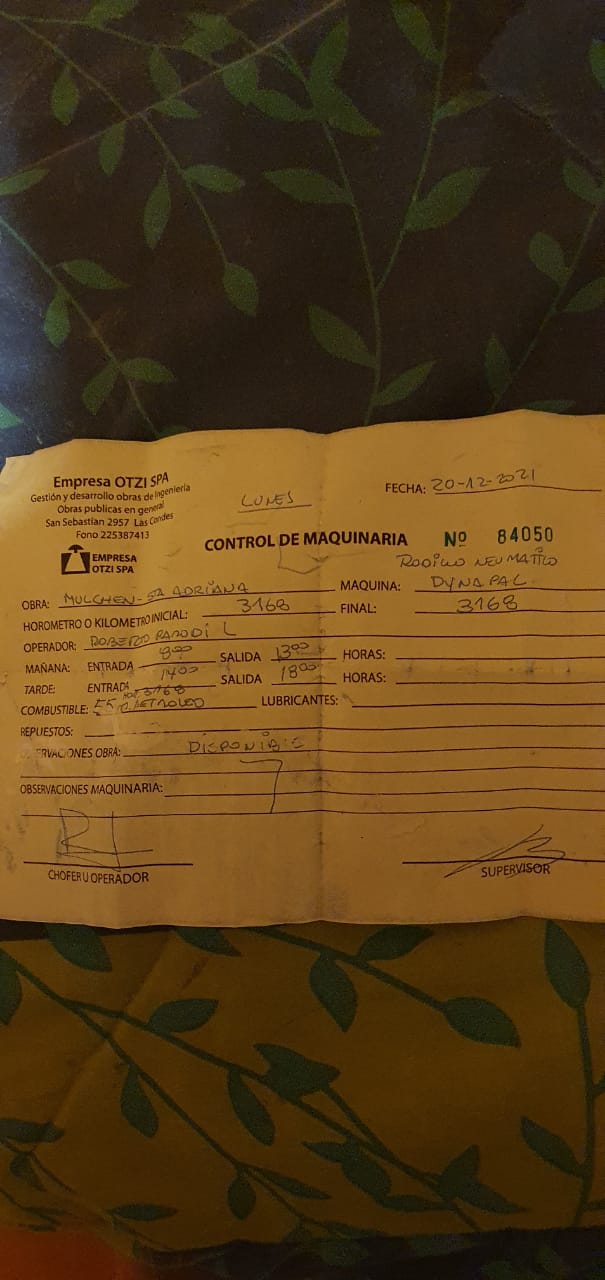 Empresa OTZI SPA
Gestión y desarrollo obras de Ingeniería
Obras publicas en general
San Sebastian 2957 Las Condes
Fono 225387413
EMPRESA
OTZI SPA
LUNES
FECHA: 20-12-2021
CONTROL DE MAQUINARIA Nº 84050
RODILLO NEUMATICO
OBRA: MULCHEN - STA ADRIANA MAQUINA: DYNAPAC
HOROMETRO O KILOMETRO INICIAL: 3168 FINAL: 3168
OPERADOR: ROBERTO PARODI L
MAÑANA: ENTRADA 8:00 SALIDA 13:00 HORAS:
TARDE: ENTRADA 14:00 SALIDA 18:00 HORAS:
3168
COMBUSTIBLE: 55 PETROLEO LUBRICANTES:
REPUESTOS:
RVACIONES OBRA: DISPONIBLE
OBSERVACIONES MAQUINARIA:
CHOFER U OPERADOR
SUPERVISOR